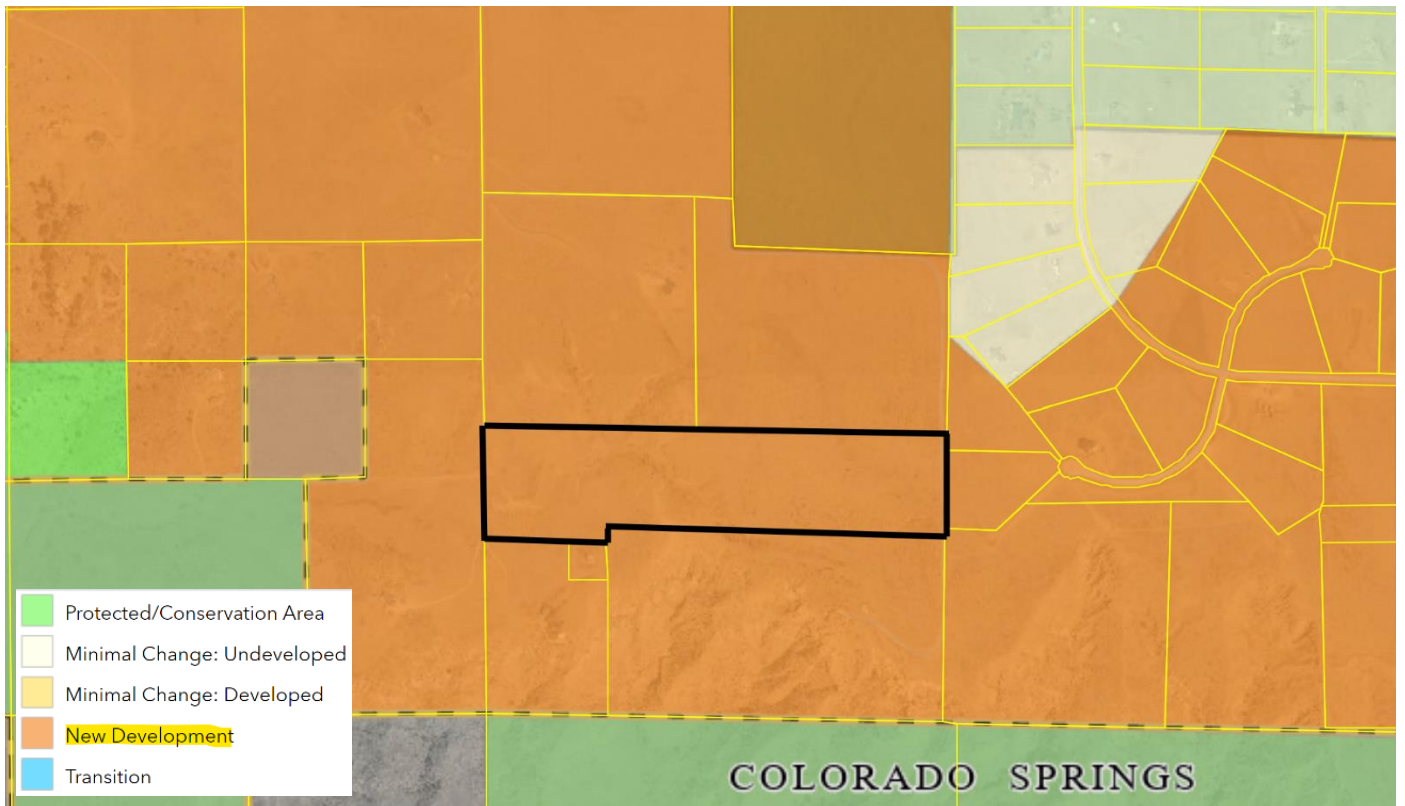 Protected/Conservation Area
Minimal Change: Undeveloped
Minimal Change: Developed
New Development
Transition
COLORADO SPRINGS